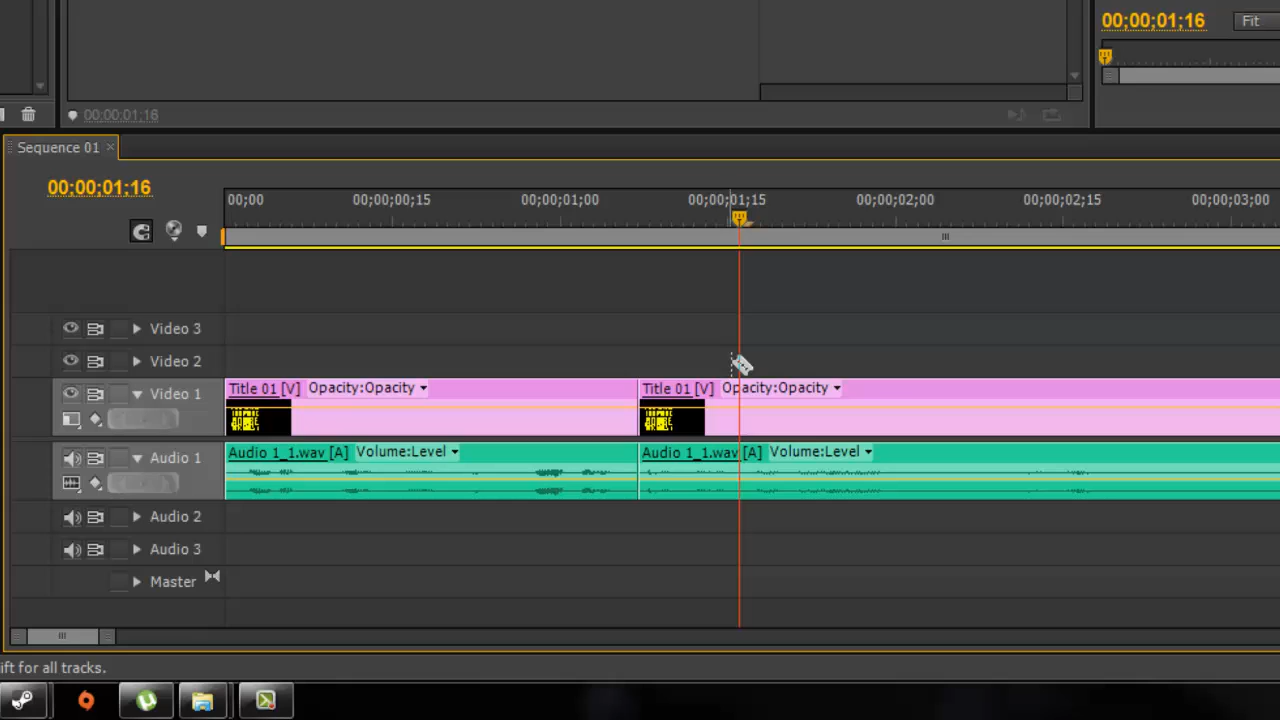 00;00;01;16
Fit
00;00;01;16
Sequence 01
00;00;01;16
00;00
00;00;00;15
00;00;01;00
00;00;01;15
00;00;02;00
00;00;02;15
00;00;03;00
Video 3
Video 2
Video 1
Title 01 [V] Opacity:Opacity
Title 01 [V] Opacity:Opacity
Audio 1
Audio 1_1.wav [A] Volume:Level
Audio 1_1.wav [A] Volume:Level
Audio 2
Audio 3
Master
ift for all tracks.